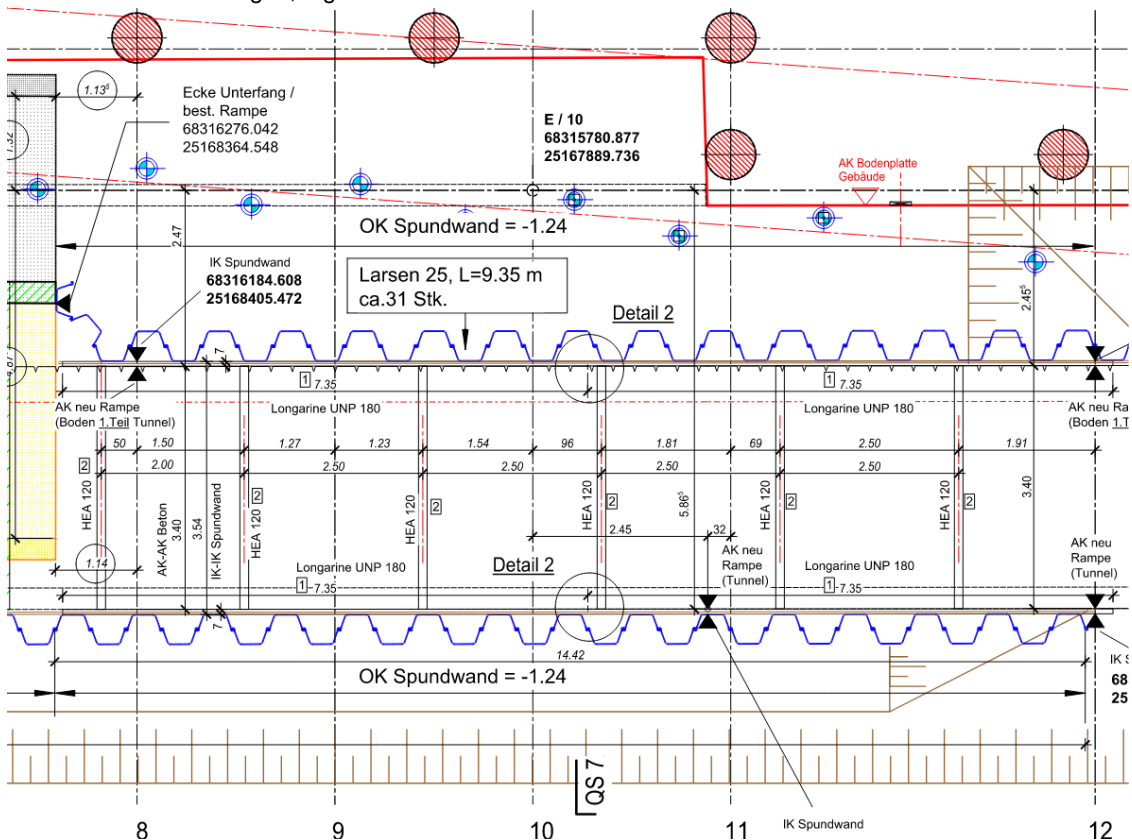 1.13⁵
Ecke Unterfang /
best. Rampe
68316276.042
25168364.548
E / 10
68315780.877
25167889.736
AK Bodenplatte
Gebäude
1.32
2.47
OK Spundwand = -1.24
IK Spundwand
68316184.608
25168405.472
Larsen 25, L=9.35 m
ca.31 Stk.
Detail 2
2.45⁵
7
1 7.35
1 7.35
AK neu Rampe
(Boden 1.Teil Tunnel)
Longarine UNP 180
Longarine UNP 180
AK neu Ra
(Boden 1.T
50 1.50 1.27 1.23 1.54 96 1.81 69 2.50 1.91
2.00 2.50 2.50 2.50 2.50
2 2 2 2 2
HEA 120
AK-AK Beton
3.40
3.54
IK-IK Spundwand
HEA 120
HEA 120
HEA 120
5.86⁵
HEA 120
HEA 120
3.40
2.45 32
1.14
Longarine UNP 180
Detail 2
AK neu
Rampe
(Tunnel)
Longarine UNP 180
AK neu
Rampe
(Tunnel)
1 7.35
1 7.35
7
14.42
OK Spundwand = -1.24
IK S
68
25
QS 7
IK Spundwand
8 9 10 11 12